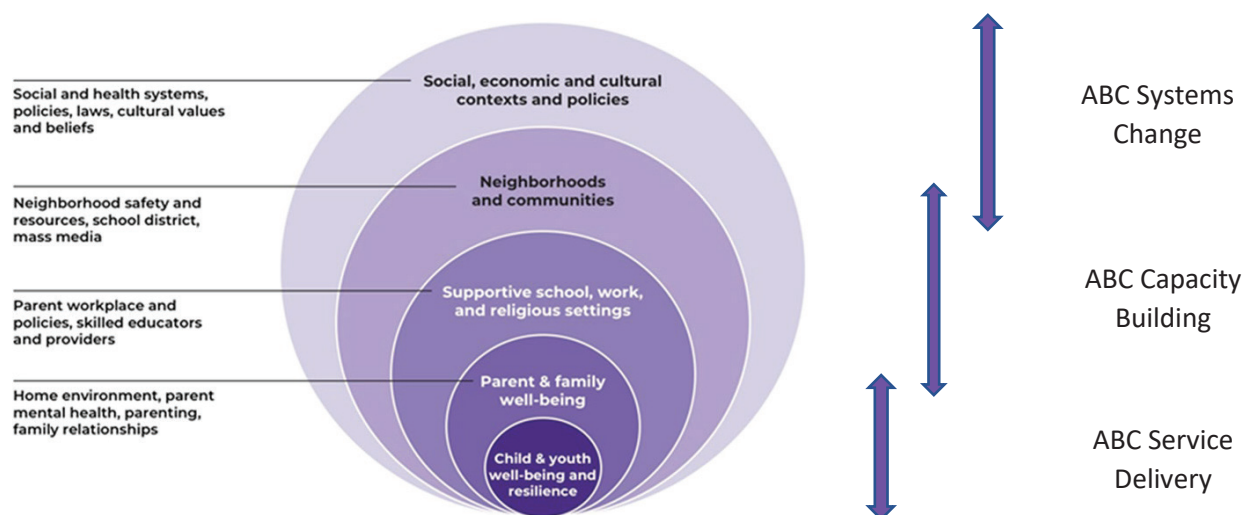 Social and health systems,
policies, laws, cultural values
and beliefs
Neighborhood safety and
resources, school district,
mass media
Parent workplace and
policies, skilled educators
and providers
Home environment, parent
mental health, parenting,
family relationships
Social, economic and cultural
contexts and policies
Neighborhoods
and communities
Supportive school, work,
and religious settings
Parent & family
well-being
Child & youth
well-being and
resilience
ABC Systems
Change
ABC Capacity
Building
ABC Service
Delivery